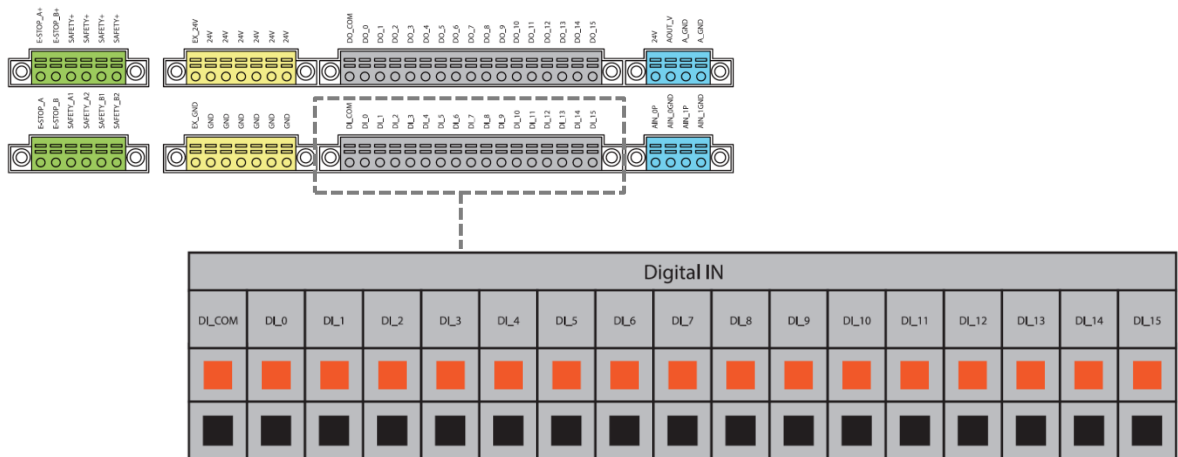 E-STOP_A+
E-STOP_B+
SAFETY+
SAFETY+
SAFETY+
SAFETY+
EX_24V
24V
24V
24V
24V
24V
24V
DO_COM
DO_0
DO_1
DO_2
DO_3
DO_4
DO_5
DO_6
DO_7
DO_8
DO_9
DO_10
DO_11
DO_12
DO_13
DO_14
DO_15
24V
AOUT_V
A_GND
A_GND
E-STOP_A
E-STOP_B
SAFETY_A1
SAFETY_A2
SAFETY_B1
SAFETY_B2
EX_GND
GND
GND
GND
GND
GND
GND
DI_COM
DI_0
DI_1
DI_2
DI_3
DI_4
DI_5
DI_6
DI_7
DI_8
DI_9
DI_10
DI_11
DI_12
DI_13
DI_14
DI_15
AIN_0P
AIN_0GND
AIN_1P
AIN_1GND
Digital IN
DI_COM DI_0 DI_1 DI_2 DI_3 DI_4 DI_5 DI_6 DI_7 DI_8 DI_9 DI_10 DI_11 DI_12 DI_13 DI_14 DI_15